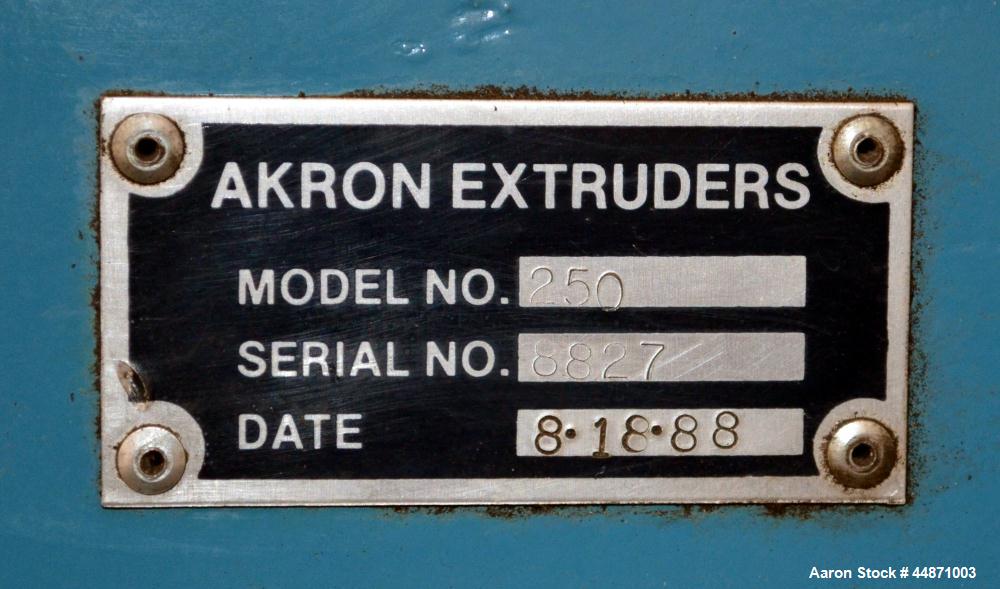 AKRON EXTRUDERS
MODEL NO. 250
SERIAL NO. 8827
DATE 8·18·88
Aaron Stock # 44871003